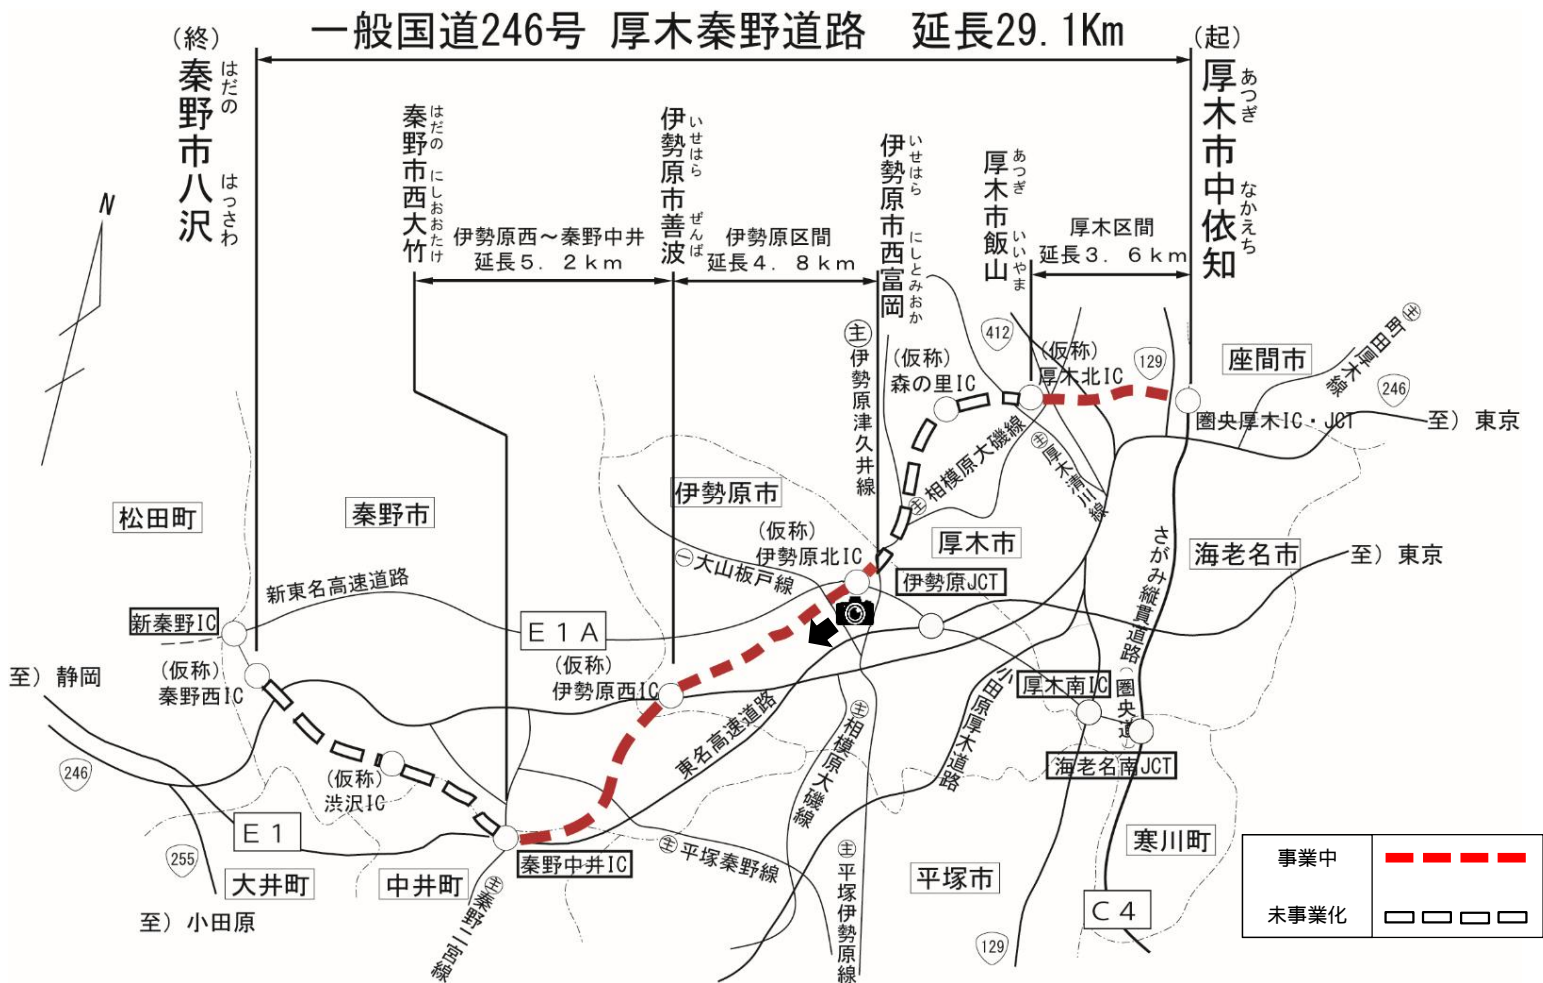 一般国道246号 厚木秦野道路 延長29.1Km
(終)
秦野市八沢
はだの はっさわ
(起)
厚木市中依知
あつぎ なかえち
秦野市西大竹
はだの にしおおたけ
伊勢原市善波
いせはら ぜんば
伊勢原市西富岡
いせはら にしとみおか
厚木市飯山
あつぎ いいやま
伊勢原西～秦野中井
延長5.2km
伊勢原区間
延長4.8km
厚木区間
延長3.6km
N
主 伊勢原津久井線
(仮称)
森の里IC
412
(仮称)
厚木北IC
129
座間市
主 町田厚木線
246
圏央厚木IC・JCT
至）東京
主 相模原大磯線
主 厚木清川線
松田町
秦野市
伊勢原市
(仮称)
伊勢原北IC
厚木市
海老名市
至）東京
一 大山板戸線
伊勢原JCT
新東名高速道路
新秦野IC
E1A
さがみ縦貫道路（圏央道）
至）静岡
(仮称)
秦野西IC
(仮称)
伊勢原西IC
東名高速道路
小田原厚木道路
厚木南IC
海老名南JCT
主 相模原大磯線
246
(仮称)
渋沢IC
E1
255
大井町
中井町
秦野中井IC
主 平塚秦野線
主 秦野二宮線
主 平塚伊勢原線
平塚市
寒川町
C4
129
至）小田原
事業中
未事業化